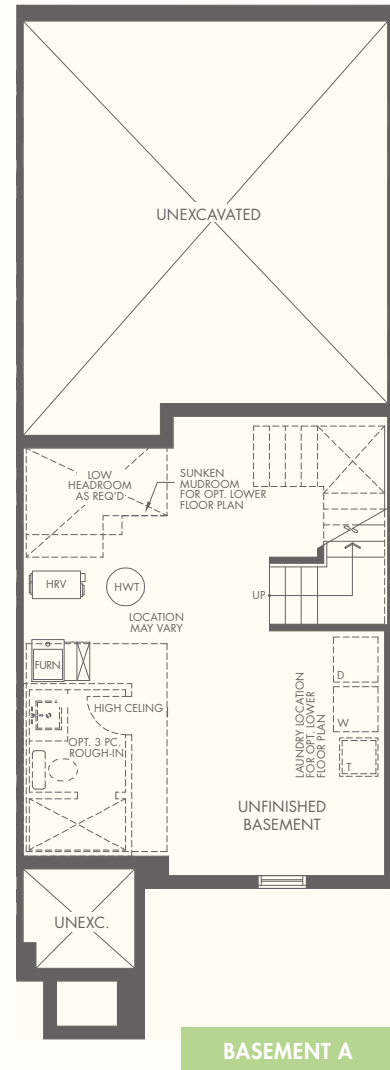 UNEXCAVATED
LOW
HEADROOM
AS REQ'D
SUNKEN
MUDROOM
FOR OPT. LOWER
FLOOR PLAN
HRV
HWT
LOCATION
MAY VARY
UP
FURN.
HIGH CELING
OPT. 3 PC.
ROUGH-IN
D
W
T
LAUNDRY LOCATION
FOR OPT. LOWER
FLOOR PLAN
UNFINISHED
BASEMENT
UNEXC.
BASEMENT A